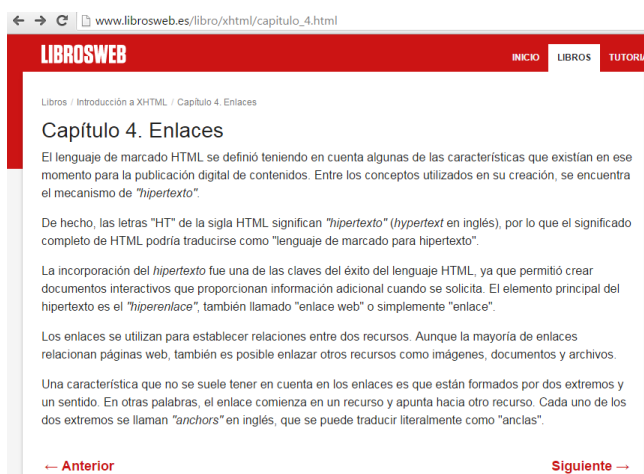 www.librosweb.es/libro/xhtml/capitulo_4.html
LIBROSWEB
INICIO LIBROS TUTORIA
Libros / Introducción a XHTML / Capítulo 4. Enlaces
Capítulo 4. Enlaces
El lenguaje de marcado HTML se definió teniendo en cuenta algunas de las características que existían en ese
momento para la publicación digital de contenidos. Entre los conceptos utilizados en su creación, se encuentra
el mecanismo de "hipertexto".
De hecho, las letras "HT" de la sigla HTML significan "hipertexto" (hypertext en inglés), por lo que el significado
completo de HTML podría traducirse como "lenguaje de marcado para hipertexto".
La incorporación del hipertexto fue una de las claves del éxito del lenguaje HTML, ya que permitió crear
documentos interactivos que proporcionan información adicional cuando se solicita. El elemento principal del
hipertexto es el "hiperenlace", también llamado "enlace web" o simplemente "enlace".
Los enlaces se utilizan para establecer relaciones entre dos recursos. Aunque la mayoría de enlaces
relacionan páginas web, también es posible enlazar otros recursos como imágenes, documentos y archivos.
Una característica que no se suele tener en cuenta en los enlaces es que están formados por dos extremos y
un sentido. En otras palabras, el enlace comienza en un recurso y apunta hacia otro recurso. Cada uno de los
dos extremos se llaman "anchors" en inglés, que se puede traducir literalmente como "anclas".
← Anterior Siguiente →